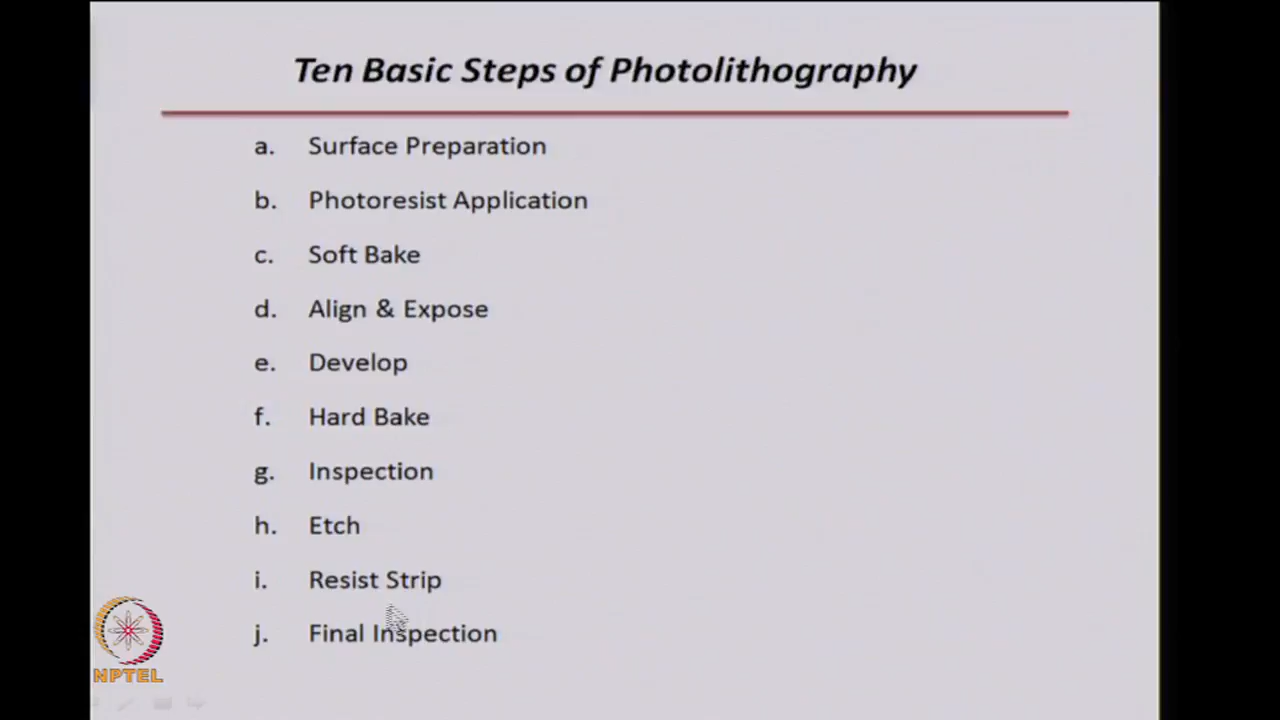 Ten Basic Steps of Photolithography
a. Surface Preparation
b. Photoresist Application
c. Soft Bake
d. Align & Expose
e. Develop
f. Hard Bake
g. Inspection
h. Etch
i. Resist Strip
j. Final Inspection
NPTEL